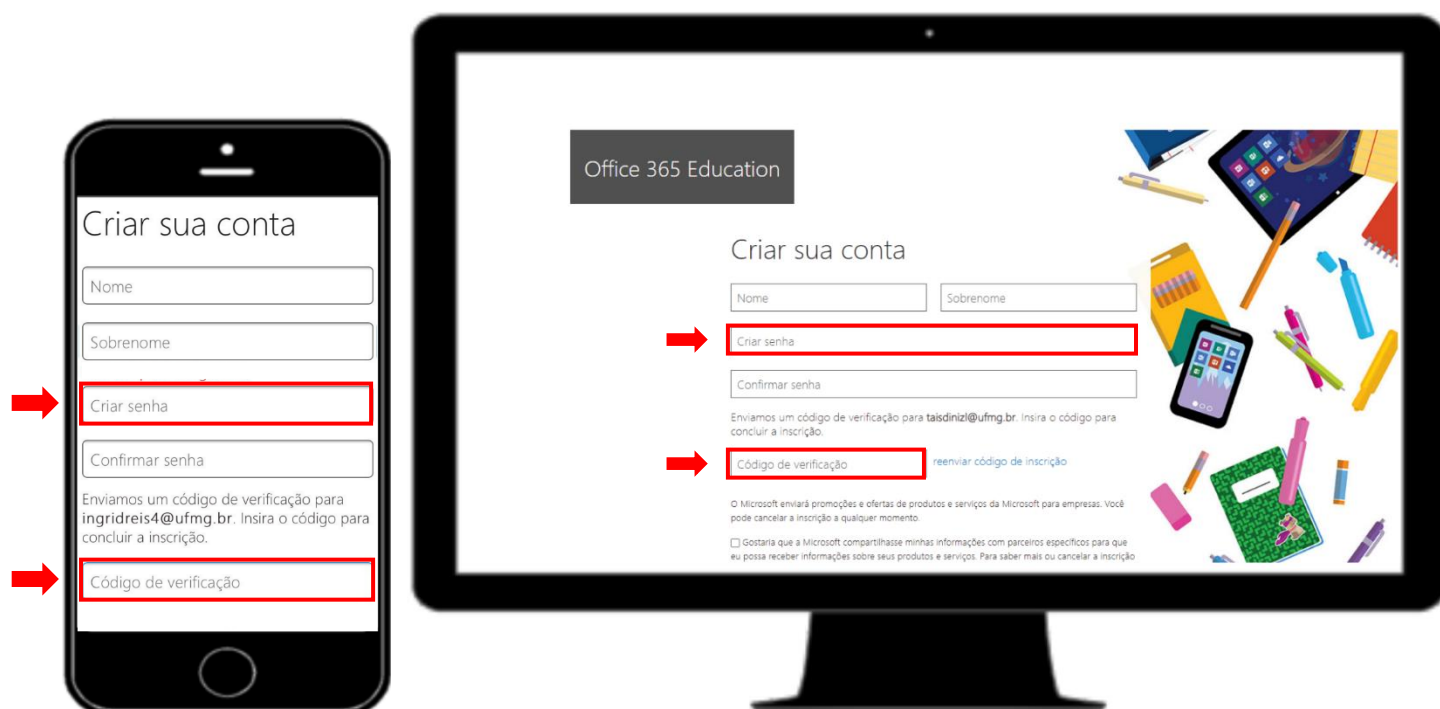 Criar sua conta
Nome
Sobrenome
Criar senha
Confirmar senha
Enviamos um código de verificação para
ingridreis4@ufmg.br. Insira o código para
concluir a inscrição.
Código de verificação
Office 365 Education
Criar sua conta
Nome
Sobrenome
Criar senha
Confirmar senha
Enviamos um código de verificação para taisdinizl@ufmg.br. Insira o código para
concluir a inscrição.
Código de verificação
reenviar código de inscrição
O Microsoft enviará promoções e ofertas de produtos e serviços da Microsoft para empresas. Você
pode cancelar a inscrição a qualquer momento.
Gostaria que a Microsoft compartilhasse minhas informações com parceiros específicos para que
eu possa receber informações sobre seus produtos e serviços. Para saber mais ou cancelar a inscrição